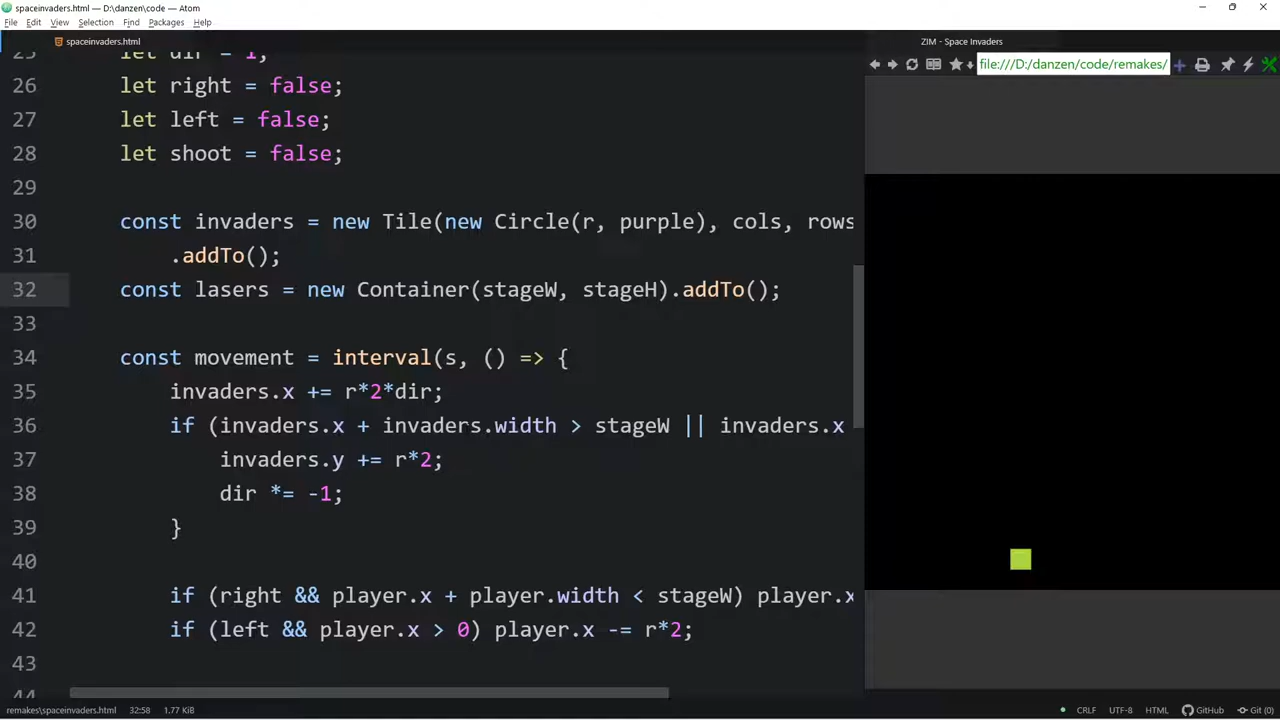 spaceinvaders.html — D:\danzen\code — Atom
File Edit View Selection Find Packages Help
spaceinvaders.html
ZIM - Space Invaders
file:///D:/danzen/code/remakes/
25 let dir = 1;
26 let right = false;
27 let left = false;
28 let shoot = false;
29
30 const invaders = new Tile(new Circle(r, purple), cols, rows
31 .addTo();
32 const lasers = new Container(stageW, stageH).addTo();
33
34 const movement = interval(s, () => {
35 invaders.x += r*2*dir;
36 if (invaders.x + invaders.width > stageW || invaders.x
37 invaders.y += r*2;
38 dir *= -1;
39 }
40
41 if (right && player.x + player.width < stageW) player.x
42 if (left && player.x > 0) player.x -= r*2;
43
44
remakes\spaceinvaders.html 32:58 1.77 KiB CRLF UTF-8 HTML GitHub Git (0)